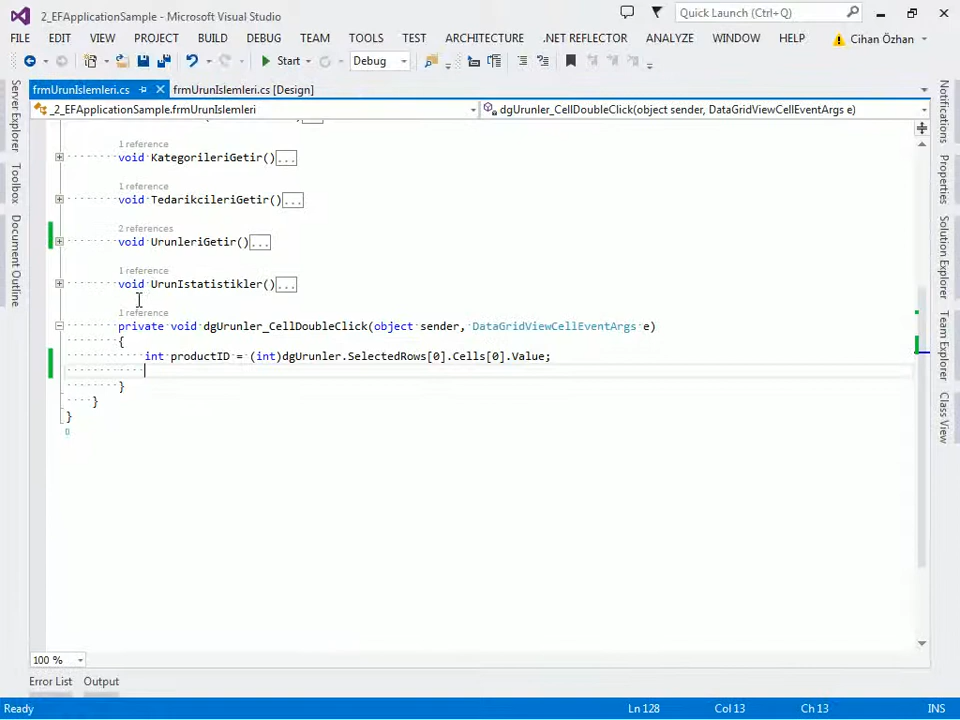 2_EFApplicationSample - Microsoft Visual Studio
Quick Launch (Ctrl+Q)
FILE EDIT VIEW PROJECT BUILD DEBUG TEAM TOOLS TEST ARCHITECTURE .NET REFLECTOR ANALYZE WINDOW HELP Cihan Özhan
Start Debug
frmUrunIslemleri.cs frmUrunIslemleri.cs [Design]
_2_EFApplicationSample.frmUrunIslemleri dgUrunler_CellDoubleClick(object sender, DataGridViewCellEventArgs e)
1 reference
void KategorileriGetir()...
1 reference
void TedarikcileriGetir()...
2 references
void UrunleriGetir()...
1 reference
void UrunIstatistikler()...
1 reference
private void dgUrunler_CellDoubleClick(object sender, DataGridViewCellEventArgs e)
{
int productID = (int)dgUrunler.SelectedRows[0].Cells[0].Value;
}
}
}
Server Explorer
Toolbox
Document Outline
Notifications
Properties
Solution Explorer
Team Explorer
Class View
100 %
Error List Output
Ready Ln 128 Col 13 Ch 13 INS